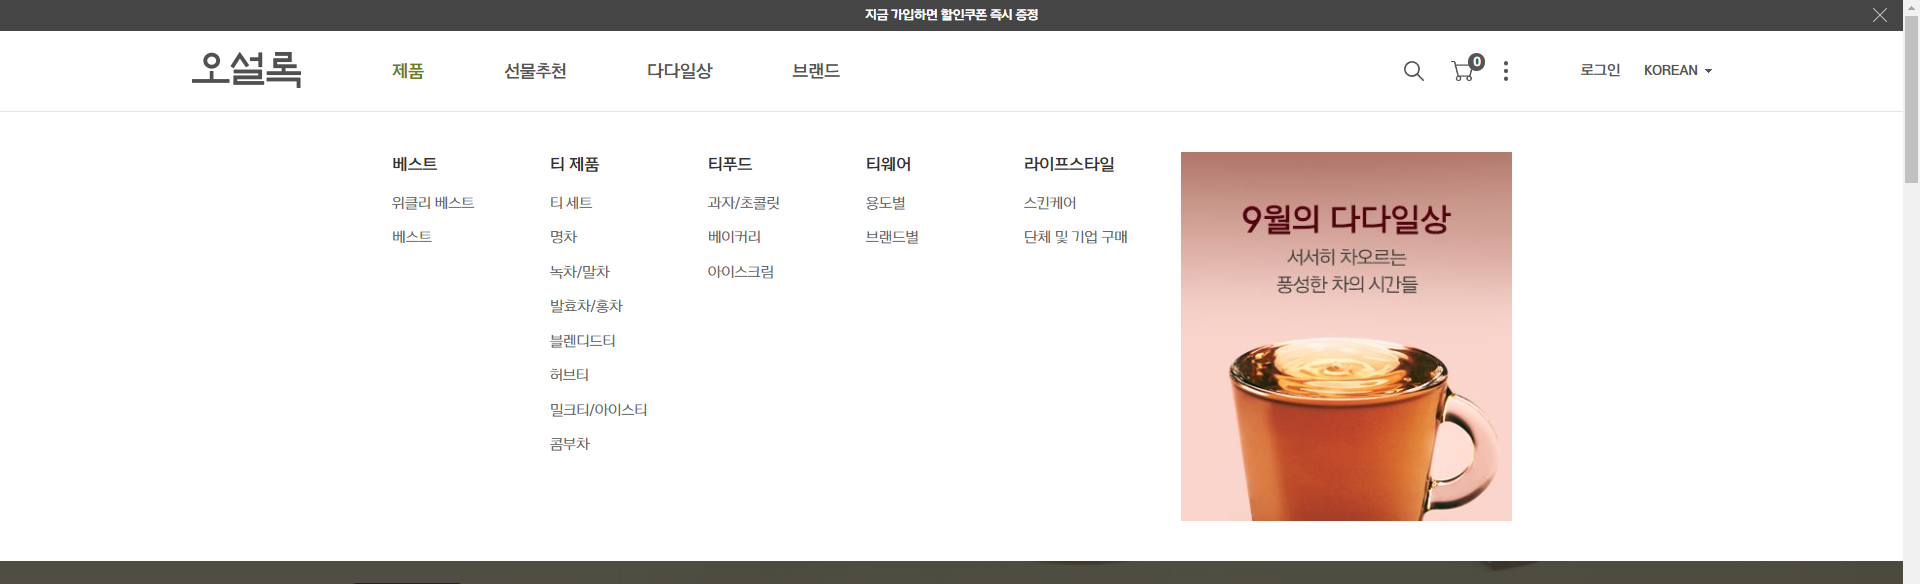 지금 가입하면 할인쿠폰 즉시 증정
오설록
제품
선물추천
다다일상
브랜드
0
로그인
KOREAN
베스트
위클리 베스트
베스트
티 제품
티 세트
명차
녹차/말차
발효차/홍차
블렌디드티
허브티
밀크티/아이스티
콤부차
티푸드
과자/초콜릿
베이커리
아이스크림
티웨어
용도별
브랜드별
라이프스타일
스킨케어
단체 및 기업 구매
9월의 다다일상
서서히 차오르는
풍성한 차의 시간들